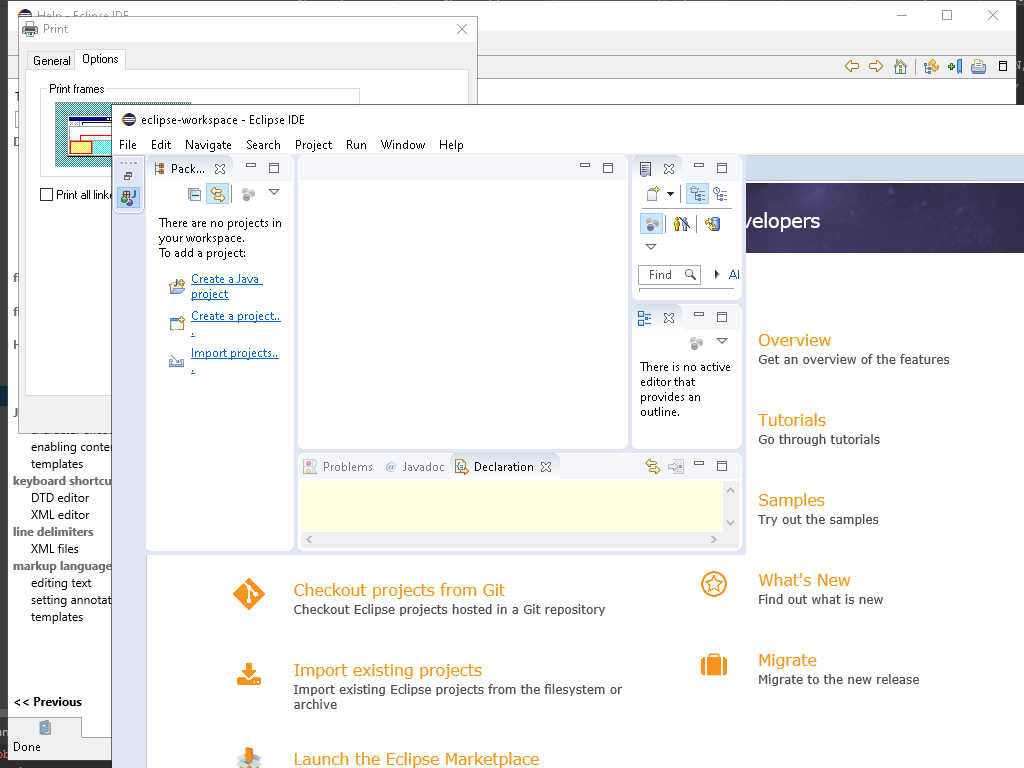 Help - Eclipse IDE
Print
General
Options
Print frames
Print all link
eclipse-workspace - Eclipse IDE
File Edit Navigate Search Project Run Window Help
Pack...
There are no projects in
your workspace.
To add a project:
Create a Java
project
Create a project..
.
Import projects..
.
Find
Al
There is no active
editor that
provides an
outline.
Problems
Javadoc
Declaration
velopers
Overview
Get an overview of the features
Tutorials
Go through tutorials
Samples
Try out the samples
What's New
Find out what is new
Migrate
Migrate to the new release
Checkout projects from Git
Checkout Eclipse projects hosted in a Git repository
Import existing projects
Import existing Eclipse projects from the filesystem or
archive
Launch the Eclipse Marketplace
enabling conte
templates
keyboard shortcu
DTD editor
XML editor
line delimiters
XML files
markup language
editing text
setting annotat
templates
<< Previous
Done